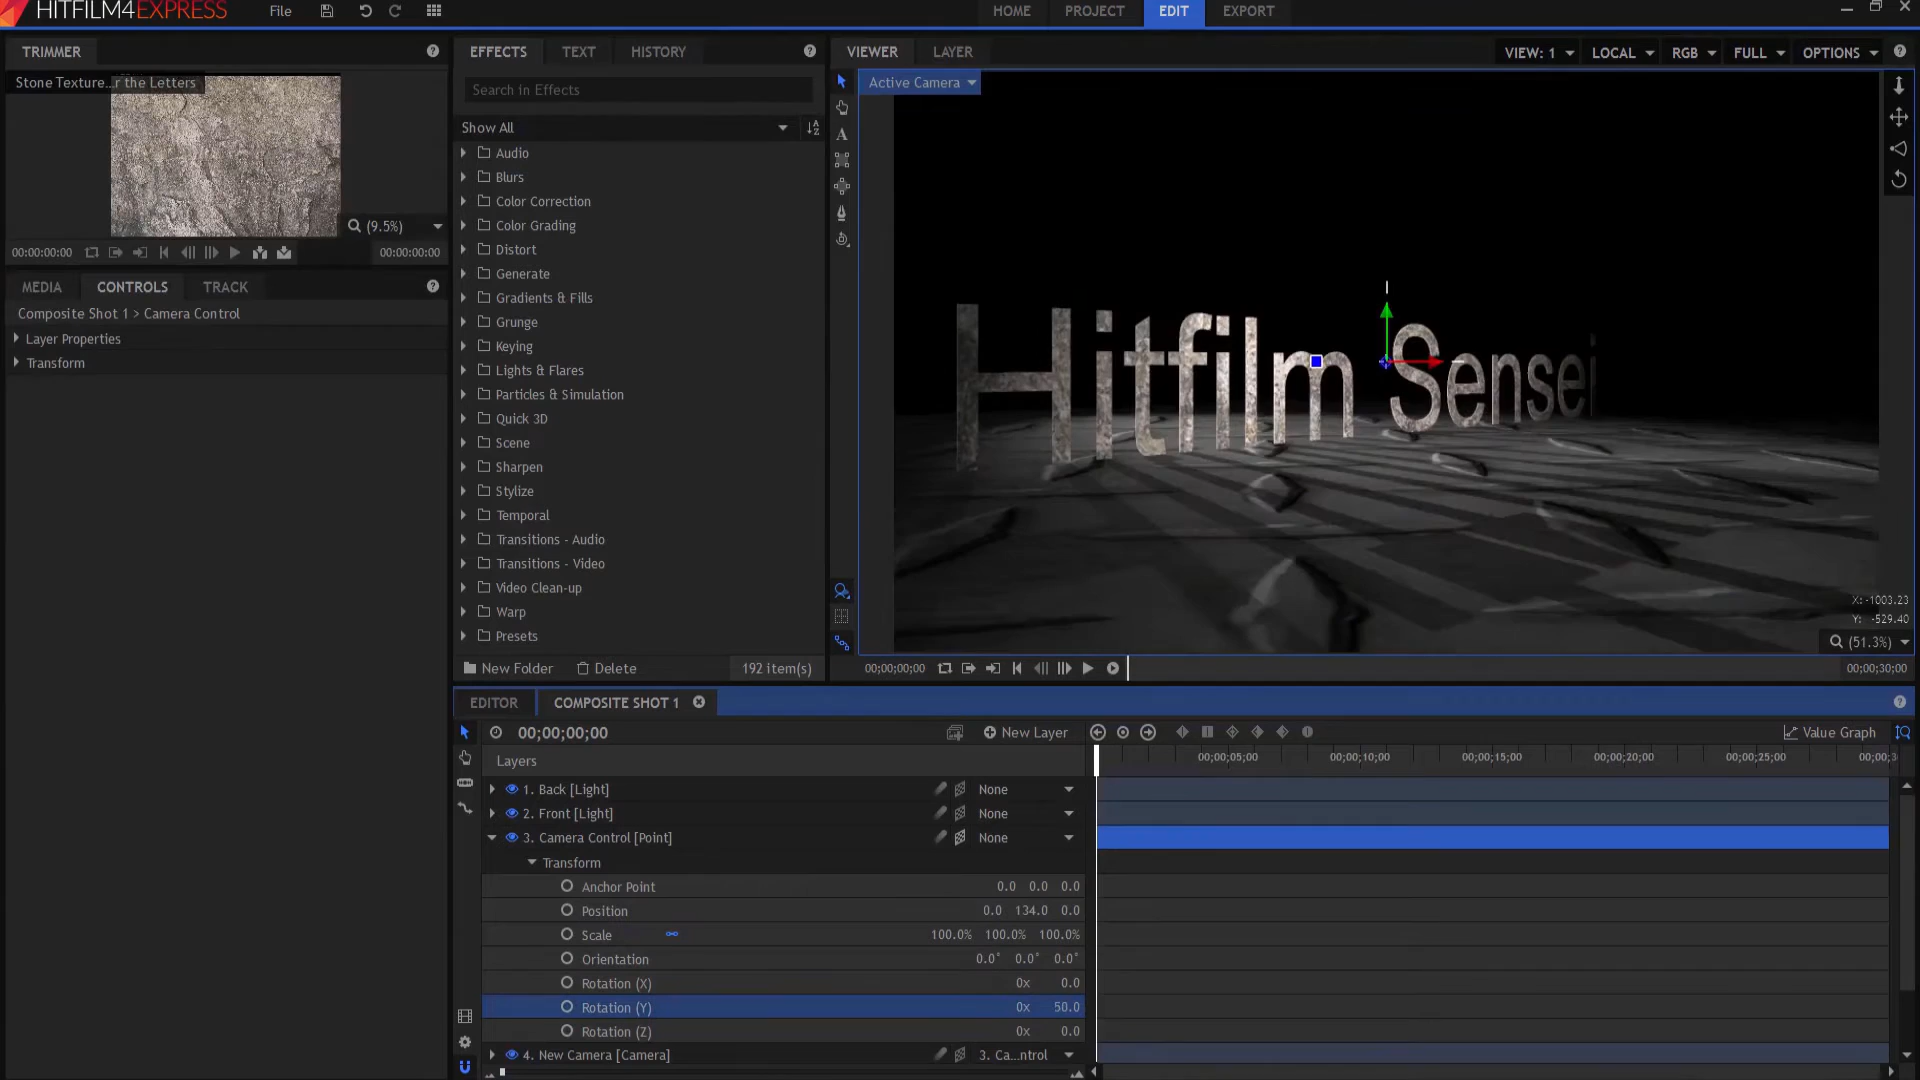 HITFILM4EXPRESS File HOME PROJECT EDIT EXPORT
TRIMMER
Stone Texture...r the Letters
(9.5%)
00:00:00:00 00:00:00:00
MEDIA CONTROLS TRACK
Composite Shot 1 > Camera Control
Layer Properties
Transform
EFFECTS TEXT HISTORY
Search in Effects
Show All
Audio
Blurs
Color Correction
Color Grading
Distort
Generate
Gradients & Fills
Grunge
Keying
Lights & Flares
Particles & Simulation
Quick 3D
Scene
Sharpen
Stylize
Temporal
Transitions - Audio
Transitions - Video
Video Clean-up
Warp
Presets
New Folder Delete 192 item(s)
VIEWER LAYER VIEW: 1 LOCAL RGB FULL OPTIONS
Active Camera
Hitfilm Sensei
X: -1003.23
Y: -529.40
(51.3%)
00;00;00;00 00;00;30;00
EDITOR COMPOSITE SHOT 1
00;00;00;00 New Layer Value Graph
Layers 00;00;05;00 00;00;10;00 00;00;15;00 00;00;20;00 00;00;25;00 00;00;3
1. Back [Light] None
2. Front [Light] None
3. Camera Control [Point] None
Transform
Anchor Point 0.0 0.0 0.0
Position 0.0 134.0 0.0
Scale 100.0% 100.0% 100.0%
Orientation 0.0° 0.0° 0.0°
Rotation (X) 0x 0.0
Rotation (Y) 0x 50.0
Rotation (Z) 0x 0.0
4. New Camera [Camera] 3. Ca...ntrol